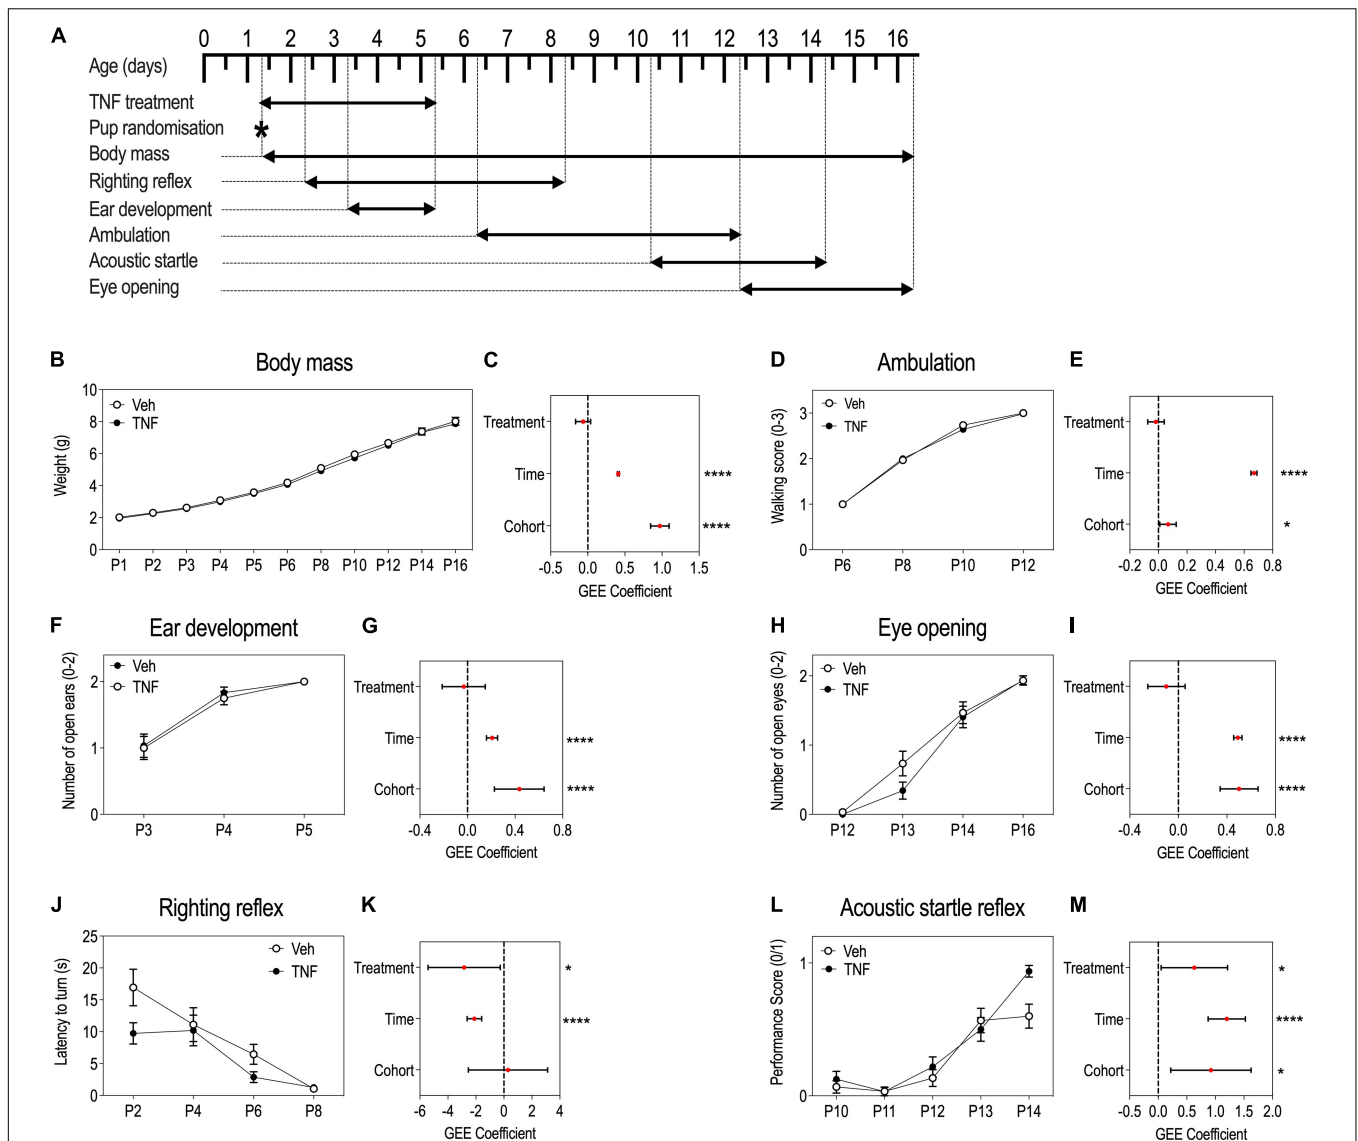 A
0 1 2 3 4 5 6 7 8 9 10 11 12 13 14 15 16
Age (days)
TNF treatment
Pup randomisation *
Body mass
Righting reflex
Ear development
Ambulation
Acoustic startle
Eye opening
B Body mass
Weight (g)
10
8
6
4
2
0
Veh
TNF
P1 P2 P3 P4 P5 P6 P8 P10 P12 P14 P16
C
Treatment
Time ****
Cohort ****
-0.5 0.0 0.5 1.0 1.5
GEE Coefficient
D Ambulation
Walking score (0-3)
3
2
1
0
Veh
TNF
P6 P8 P10 P12
E
Treatment
Time ****
Cohort *
-0.2 0.0 0.2 0.4 0.6 0.8
GEE Coefficient
F Ear development
Number of open ears (0-2)
2
1
0
Veh
TNF
P3 P4 P5
G
Treatment
Time ****
Cohort ****
-0.4 0.0 0.4 0.8
GEE Coefficient
H Eye opening
Number of open eyes (0-2)
2
1
0
Veh
TNF
P12 P13 P14 P16
I
Treatment
Time ****
Cohort ****
-0.4 0.0 0.4 0.8
GEE Coefficient
J Righting reflex
Latency to turn (s)
25
20
15
10
5
0
Veh
TNF
P2 P4 P6 P8
K
Treatment *
Time ****
Cohort
-6 -4 -2 0 2 4
GEE Coefficient
L Acoustic startle reflex
Performance Score (0/1)
1
0
Veh
TNF
P10 P11 P12 P13 P14
M
Treatment *
Time ****
Cohort *
-0.5 0.0 0.5 1.0 1.5 2.0
GEE Coefficient